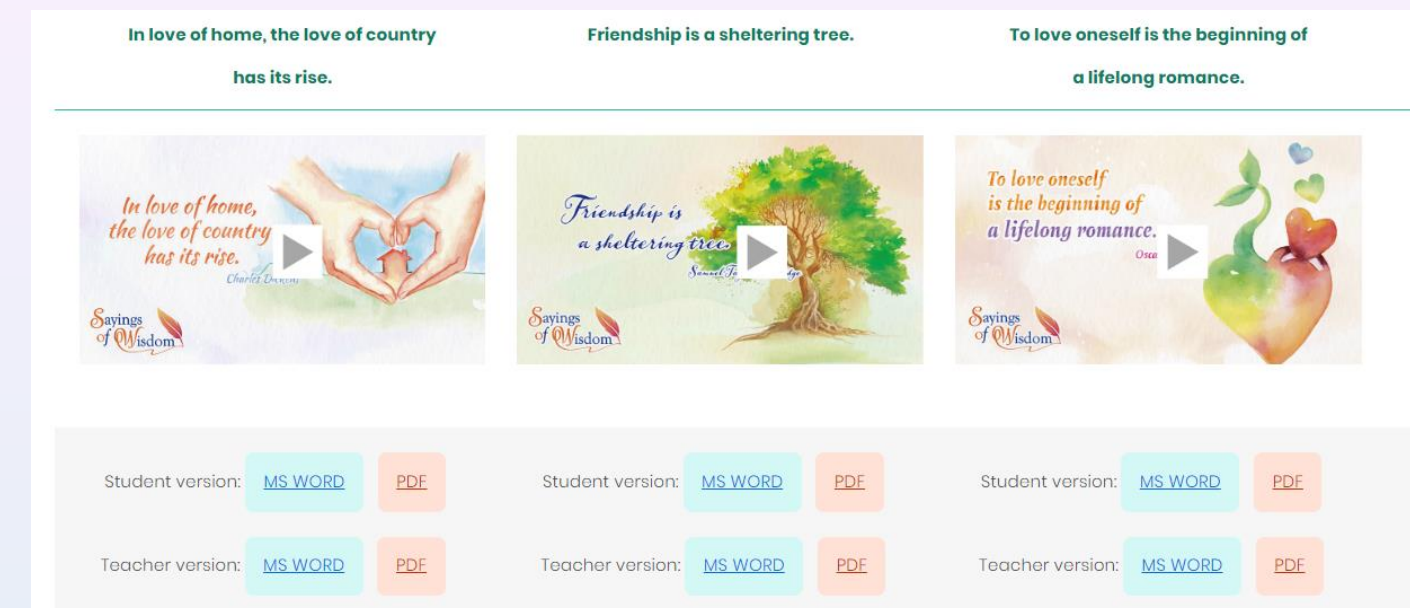 In love of home, the love of country
has its rise.
Friendship is a sheltering tree.
To love oneself is the beginning of
a lifelong romance.
In love of home,
the love of country
has its rise.
Charles Dickens
Sayings
of Wisdom
Friendship is
a sheltering tree.
Samuel
Sayings
of Wisdom
To love oneself
is the beginning of
a lifelong romance.
Sayings
of Wisdom
Student version: MS WORD PDF
Student version: MS WORD PDF
Student version: MS WORD PDF
Teacher version: MS WORD PDF
Teacher version: MS WORD PDF
Teacher version: MS WORD PDF